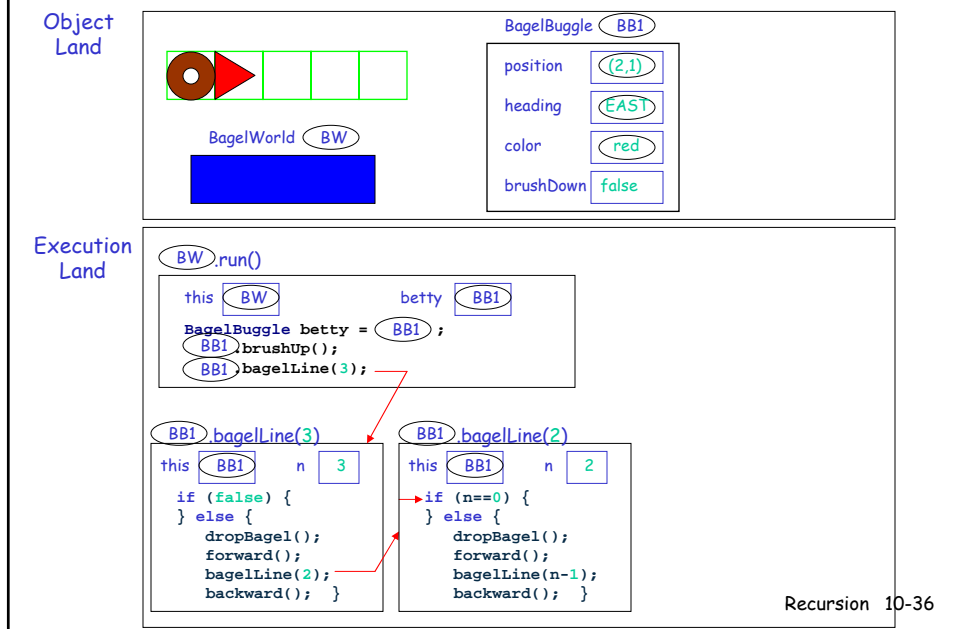 Object
Land
BagelBuggle BB1
position (2,1)
heading EAST
color red
brushDown false
BagelWorld BW
Execution
Land
BW.run()
this BW betty BB1
BagelBuggle betty = BB1 ;
BB1.brushUp();
BB1.bagelLine(3);
BB1.bagelLine(3)
this BB1 n 3
if (false) {
} else {
dropBagel();
forward();
bagelLine(2);
backward(); }
BB1.bagelLine(2)
this BB1 n 2
if (n==0) {
} else {
dropBagel();
forward();
bagelLine(n-1);
backward(); }
Recursion 10-36